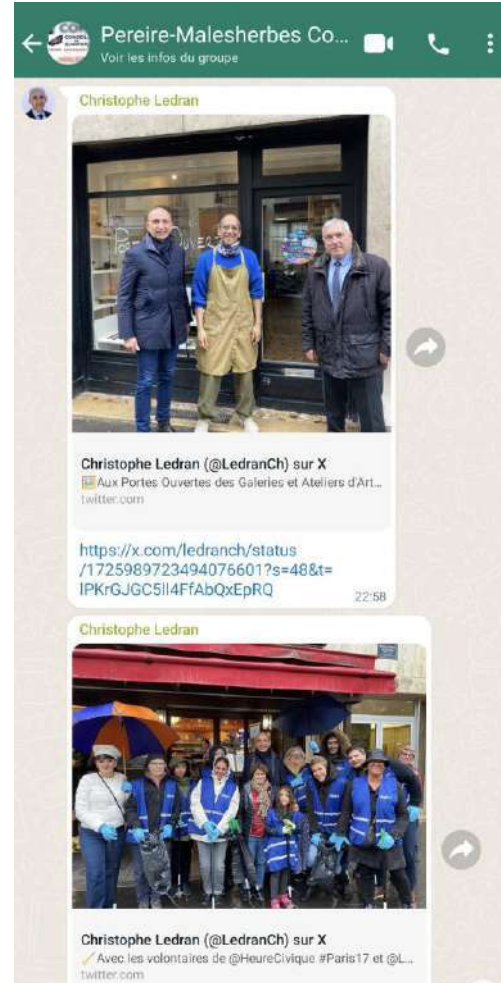 Pereire-Malesherbes Co...
Voir les infos du groupe
Christophe Ledran
OUVERT
Christophe Ledran (@LedranCh) sur X
🖼️Aux Portes Ouvertes des Galeries et Ateliers d'Art...
twitter.com
https://x.com/ledranch/status
/1725989723494076601?s=48&t=
IPKrGJGC5II4FfAbQxEpRQ
22:58
Christophe Ledran
Christophe Ledran (@LedranCh) sur X
🧹Avec les volontaires de @HeureCivique #Paris17 et @L...
twitter.com